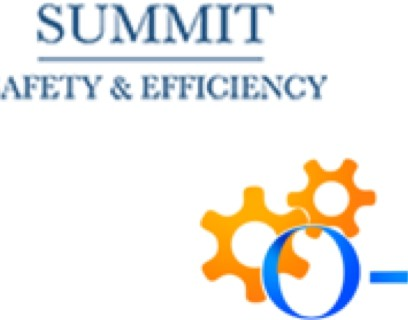 SUMMIT
AFETY & EFFICIENCY
O-